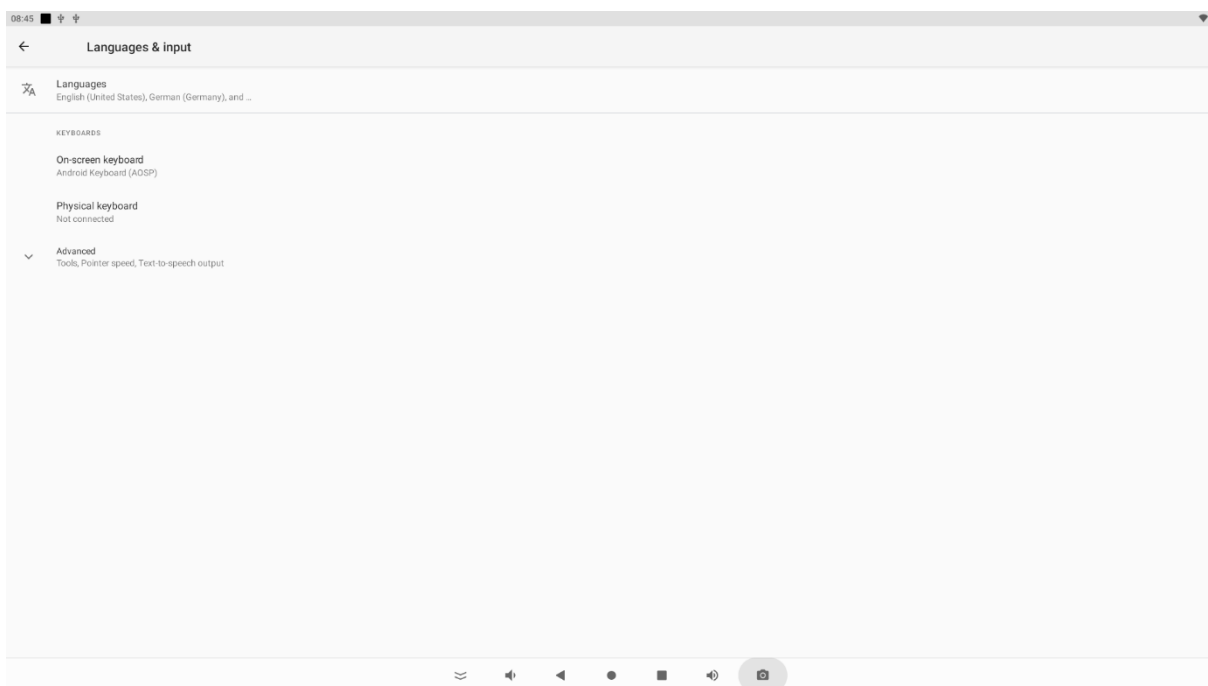 08:45
Languages & input
Languages
English (United States), German (Germany), and ...
KEYBOARDS
On-screen keyboard
Android Keyboard (AOSP)
Physical keyboard
Not connected
Advanced
Tools, Pointer speed, Text-to-speech output